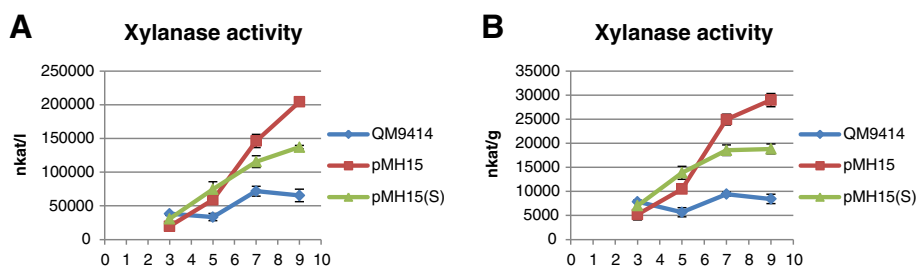 A
Xylanase activity
nkat/l
250000
200000
150000
100000
50000
0
0 1 2 3 4 5 6 7 8 9 10
QM9414
pMH15
pMH15(S)
B
Xylanase activity
nkat/g
35000
30000
25000
20000
15000
10000
5000
0
0 1 2 3 4 5 6 7 8 9 10
QM9414
pMH15
pMH15(S)